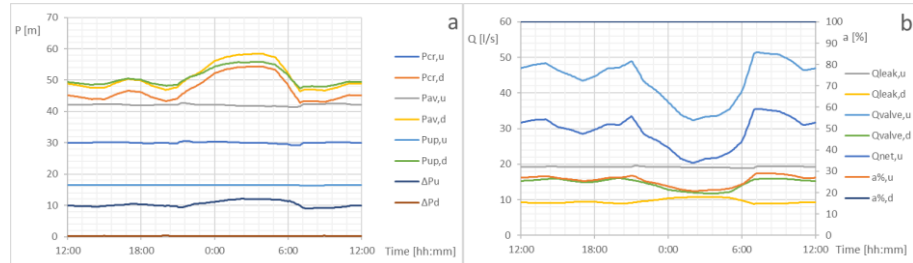 P [m]
a
70
60
50
40
30
20
10
0
12:00
18:00
0:00
6:00
12:00
Time [hh:mm]
Pcr,u
Pcr,d
Pav,u
Pav,d
Pup,u
Pup,d
ΔPu
ΔPd
Q [l/s]
a [%]
b
60
50
40
30
20
10
0
100
90
80
70
60
50
40
30
20
10
0
12:00
18:00
0:00
6:00
12:00
Time [hh:mm]
Qleak,u
Qleak,d
Qvalve,u
Qvalve,d
Qnet,u
a%,u
a%,d